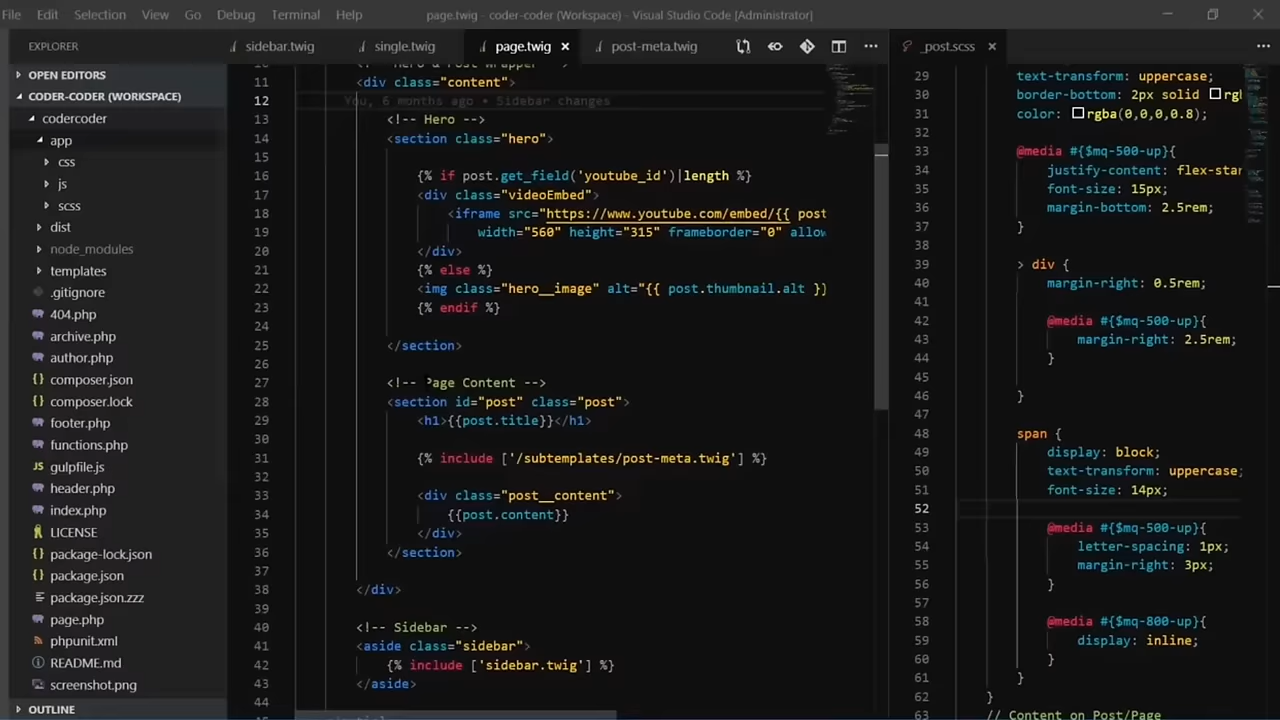 File Edit Selection View Go Debug Terminal Help page.twig - coder-coder (Workspace) - Visual Studio Code [Administrator]
EXPLORER
OPEN EDITORS
CODER-CODER (WORKSPACE)
codercoder
app
css
js
scss
dist
node_modules
templates
.gitignore
404.php
archive.php
author.php
composer.json
composer.lock
footer.php
functions.php
gulpfile.js
header.php
index.php
LICENSE
package-lock.json
package.json
package.json.zzz
page.php
phpunit.xml
README.md
screenshot.png
OUTLINE
sidebar.twig single.twig page.twig post-meta.twig
10 <!-- Hero & Post Wrapper -->
11 <div class="content">
12 You, 6 months ago • Sidebar changes
13 <!-- Hero -->
14 <section class="hero">
15
16 {% if post.get_field('youtube_id')|length %}
17 <div class="videoEmbed">
18 <iframe src="https://www.youtube.com/embed/{{ post
19 width="560" height="315" frameborder="0" allow
20 </div>
21 {% else %}
22 <img class="hero__image" alt="{{ post.thumbnail.alt }}
23 {% endif %}
24
25 </section>
26
27 <!-- Page Content -->
28 <section id="post" class="post">
29 <h1>{{post.title}}</h1>
30
31 {% include ['/subtemplates/post-meta.twig'] %}
32
33 <div class="post__content">
34 {{post.content}}
35 </div>
36 </section>
37
38 </div>
39
40 <!-- Sidebar -->
41 <aside class="sidebar">
42 {% include ['sidebar.twig'] %}
43 </aside>
44
_post.scss
29 text-transform: uppercase;
30 border-bottom: 2px solid rg
31 color: rgba(0,0,0,0.8);
32
33 @media #{$mq-500-up}{
34 justify-content: flex-star
35 font-size: 15px;
36 margin-bottom: 2.5rem;
37 }
38
39 > div {
40 margin-right: 0.5rem;
41
42 @media #{$mq-500-up}{
43 margin-right: 2.5rem;
44 }
45
46 }
47
48 span {
49 display: block;
50 text-transform: uppercase;
51 font-size: 14px;
52
53 @media #{$mq-500-up}{
54 letter-spacing: 1px;
55 margin-right: 3px;
56 }
57
58 @media #{$mq-800-up}{
59 display: inline;
60 }
61 }
62 }
63 // Content on Post/Page